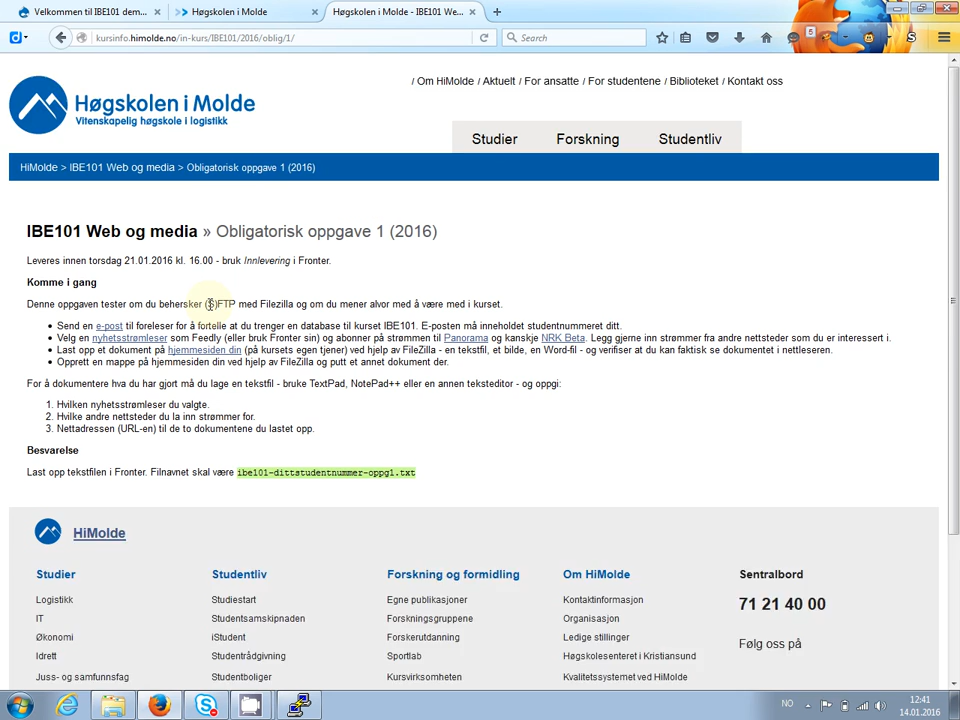 Velkommen til IBE101 dem...
Høgskolen i Molde
Høgskolen i Molde - IBE101 We...
kursinfo.himolde.no/in-kurs/IBE101/2016/oblig/1/
Search
5
/ Om HiMolde / Aktuelt / For ansatte / For studentene / Biblioteket / Kontakt oss
Høgskolen i Molde
Vitenskapelig høgskole i logistikk
Studier Forskning Studentliv
HiMolde > IBE101 Web og media > Obligatorisk oppgave 1 (2016)
IBE101 Web og media » Obligatorisk oppgave 1 (2016)
Leveres innen torsdag 21.01.2016 kl. 16.00 - bruk Innlevering i Fronter.
Komme i gang
Denne oppgaven tester om du behersker (S)FTP med Filezilla og om du mener alvor med å være med i kurset.
• Send en e-post til foreleser for å fortelle at du trenger en database til kurset IBE101. E-posten må inneholdet studentnummeret ditt.
• Velg en nyhetsstrømleser som Feedly (eller bruk Fronter sin) og abonner på strømmen til Panorama og kanskje NRK Beta. Legg gjerne inn strømmer fra andre nettsteder som du er interessert i.
• Last opp et dokument på hjemmesiden din (på kursets egen tjener) ved hjelp av FileZilla - en tekstfil, et bilde, en Word-fil - og verifiser at du kan faktisk se dokumentet i nettleseren.
• Opprett en mappe på hjemmesiden din ved hjelp av FileZilla og putt et annet dokument der.
For å dokumentere hva du har gjort må du lage en tekstfil - bruke TextPad, NotePad++ eller en annen teksteditor - og oppgi:
1. Hvilken nyhetsstrømleser du valgte.
2. Hvilke andre nettsteder du la inn strømmer for.
3. Nettadressen (URL-en) til de to dokumentene du lastet opp.
Besvarelse
Last opp tekstfilen i Fronter. Filnavnet skal være ibe101-dittstudentnummer-oppg1.txt
HiMolde
Studier
Logistikk
IT
Økonomi
Idrett
Juss- og samfunnsfag
Studentliv
Studiestart
Studentsamskipnaden
iStudent
Studentrådgivning
Studentboliger
Forskning og formidling
Egne publikasjoner
Forskningsgruppene
Forskerutdanning
Sportlab
Kursvirksomheten
Om HiMolde
Kontaktinformasjon
Organisasjon
Ledige stillinger
Høgskolesenteret i Kristiansund
Kvalitetssystemet ved HiMolde
Sentralbord
71 21 40 00
Følg oss på
NO
12:41
14.01.2016